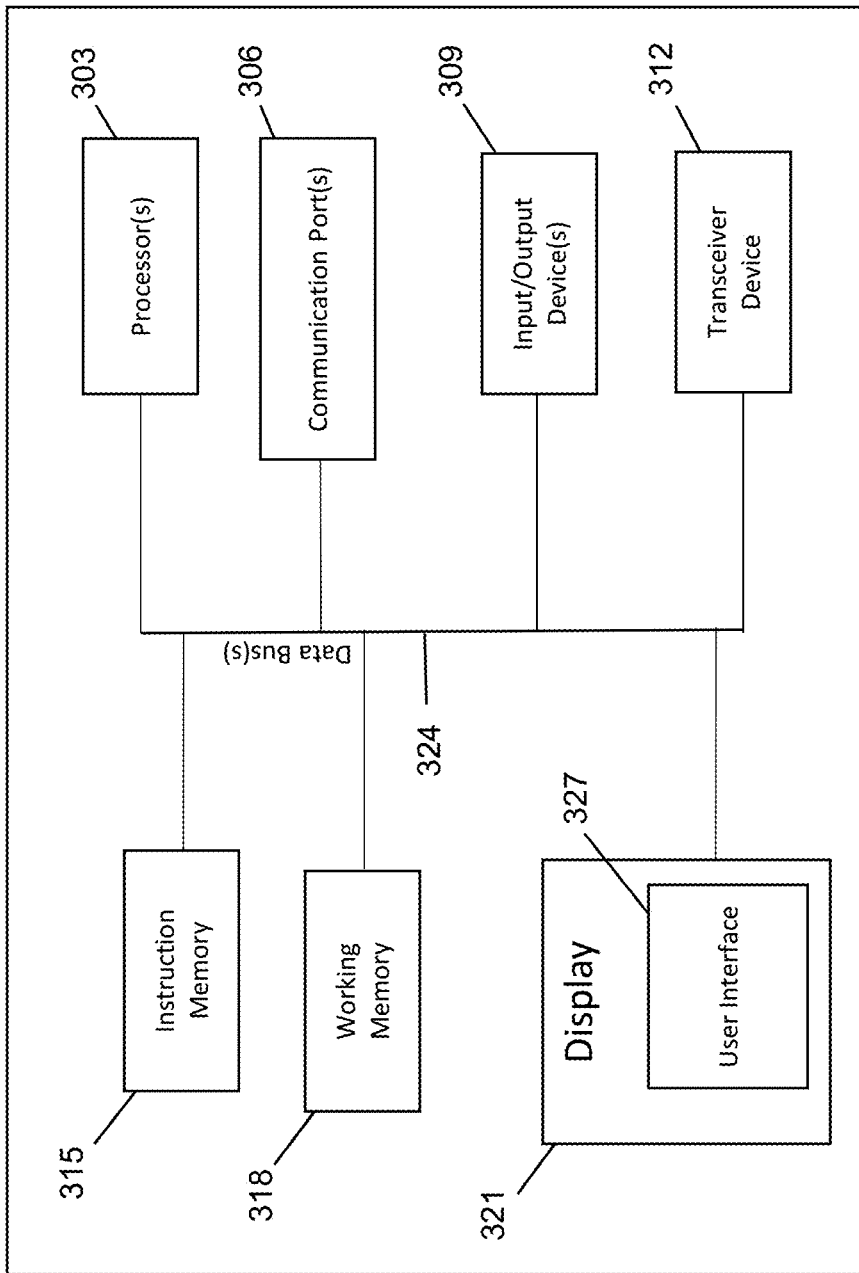 303
Processor(s)
306
Communication Port(s)
309
Input/Output
Device(s)
312
Transceiver
Device
Data Bus(s)
324
315
Instruction
Memory
318
Working
Memory
321
Display
327
User Interface